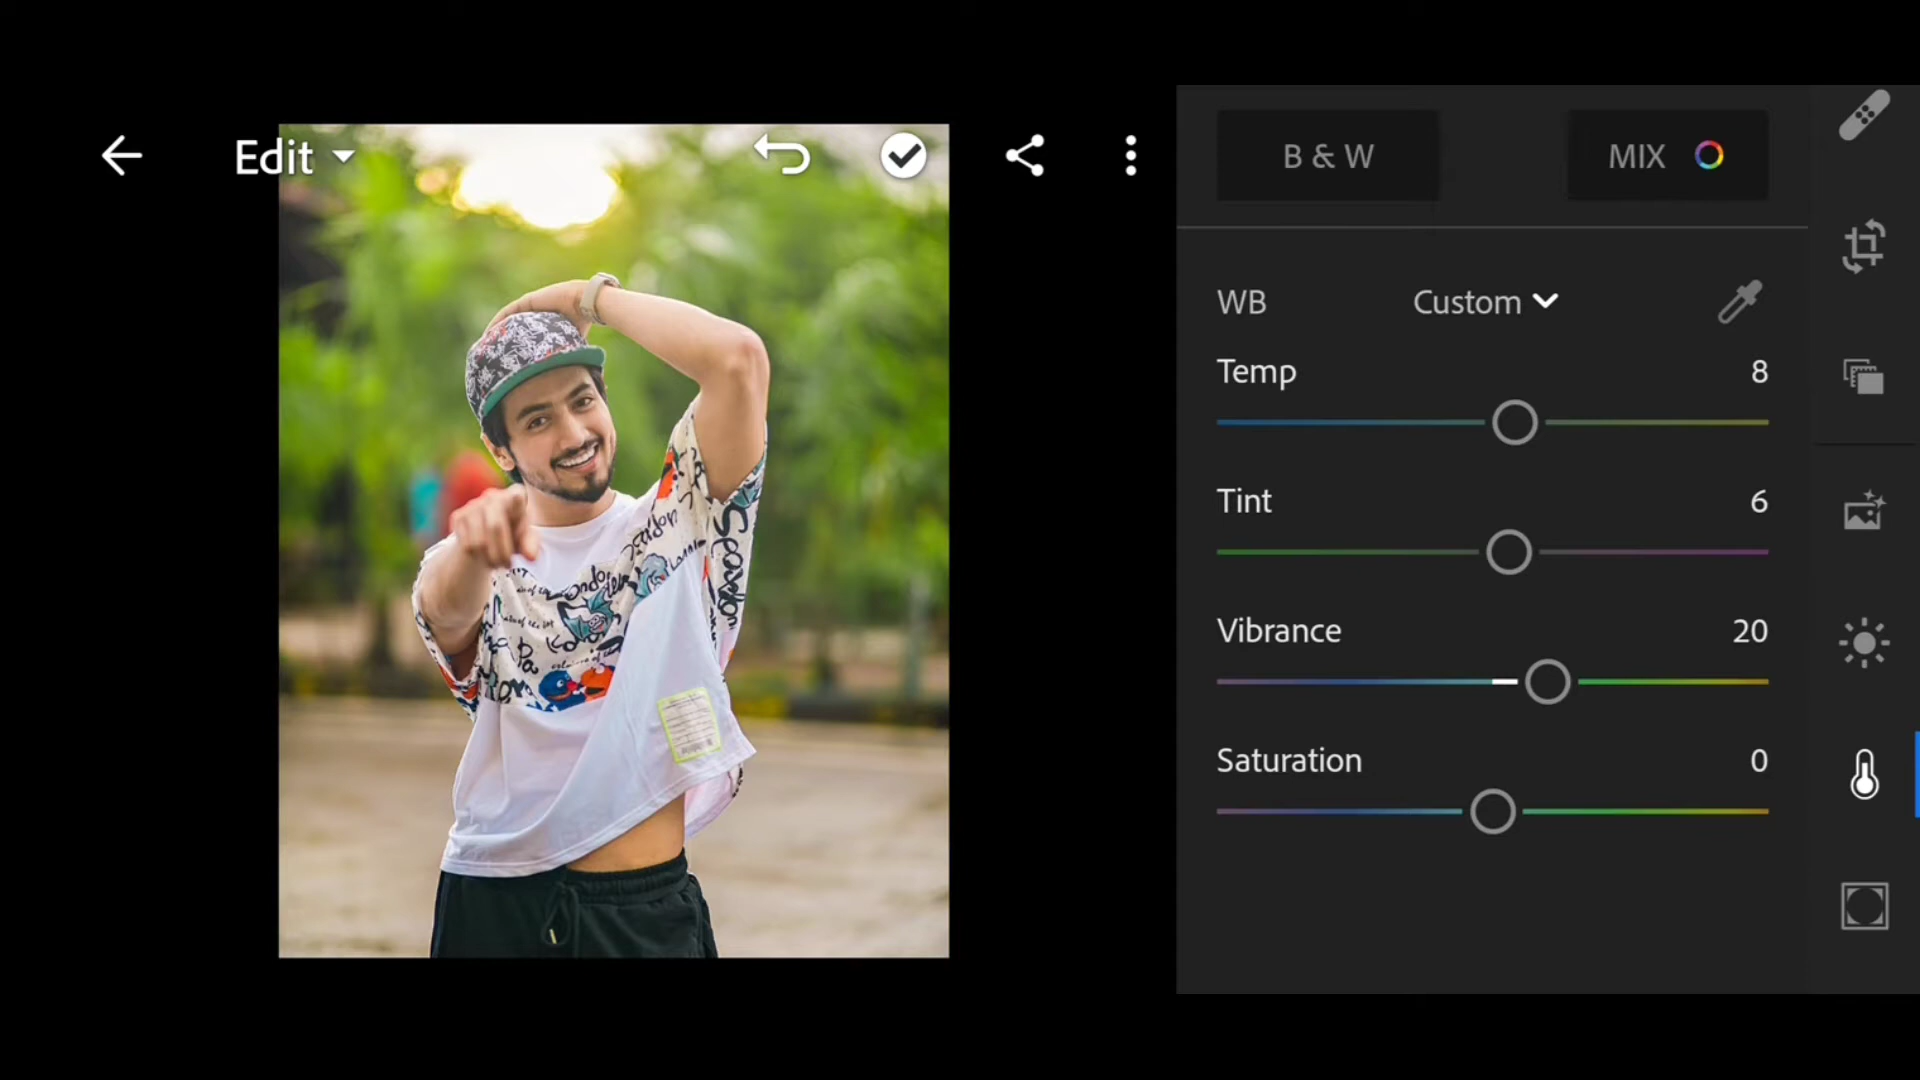 Edit
B & W
MIX
WB
Custom
Temp
8
Tint
6
Vibrance
20
Saturation
0